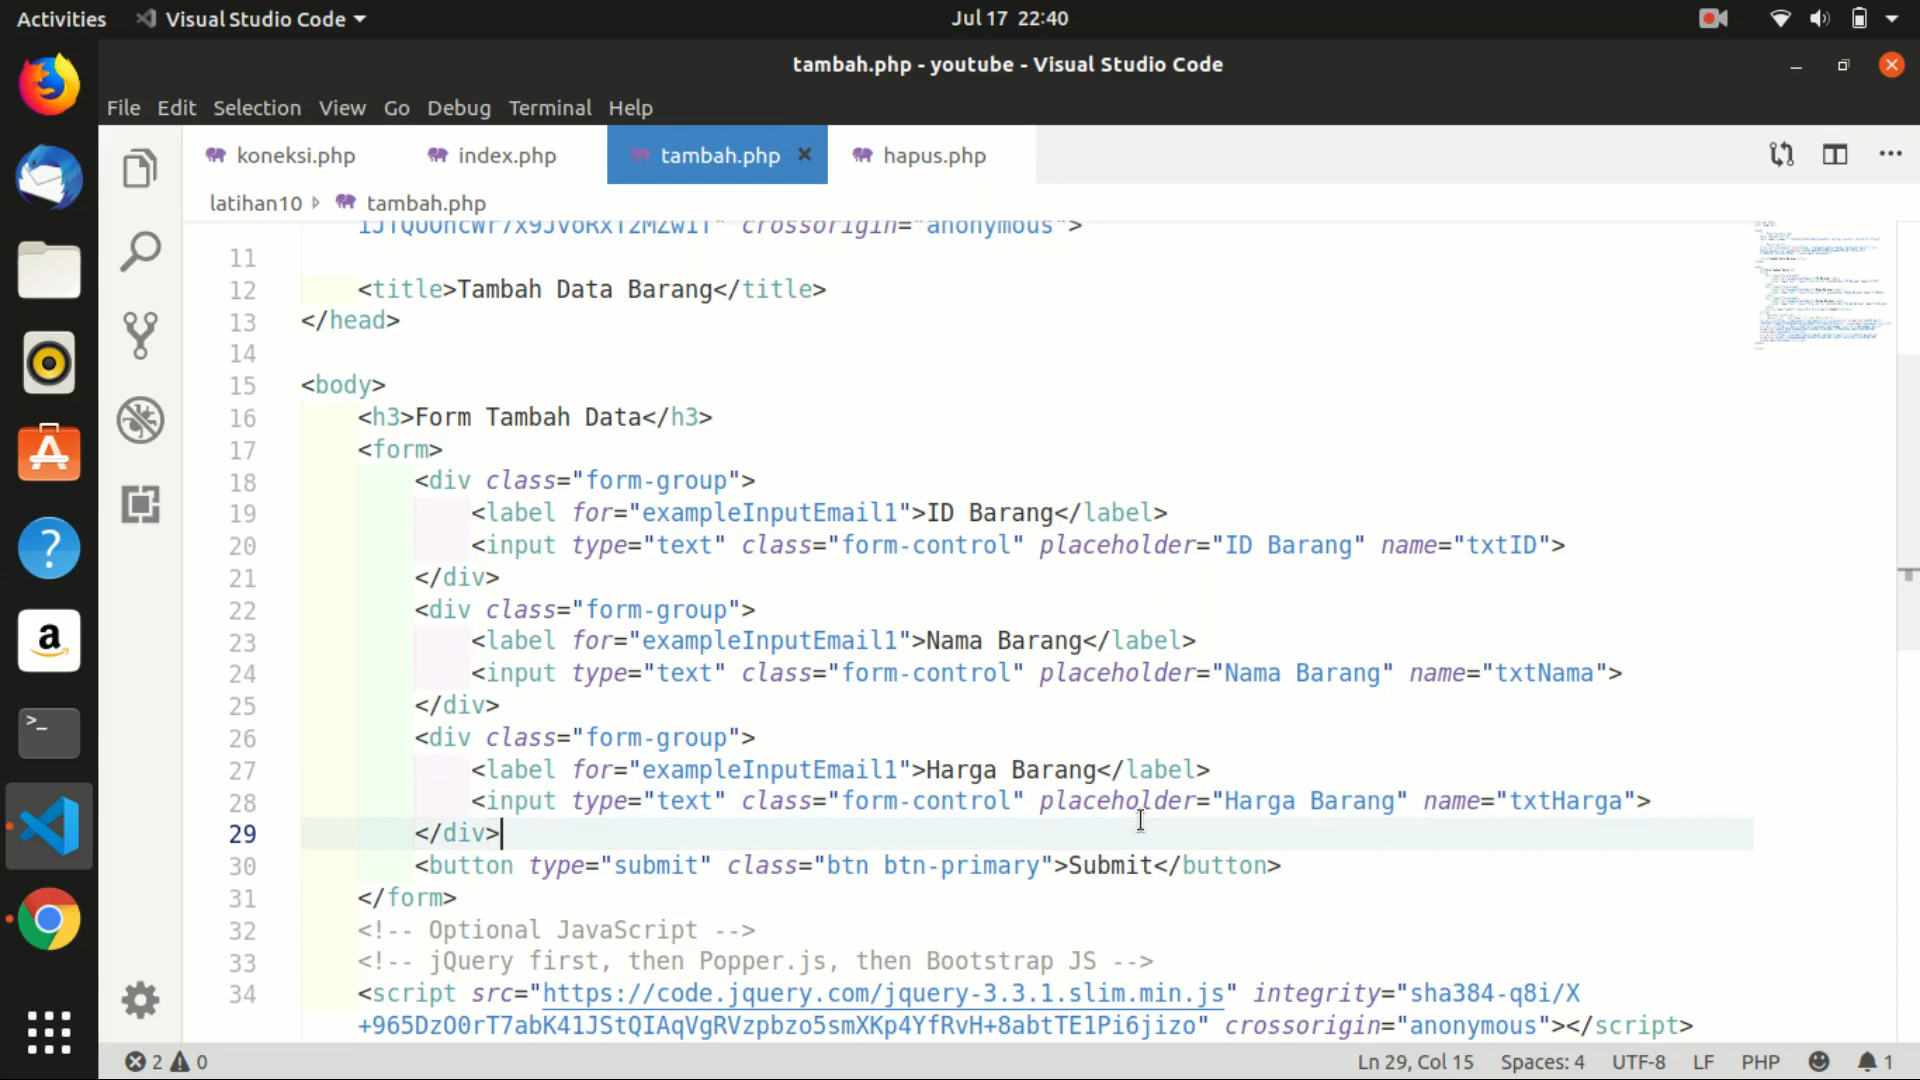 Activities Visual Studio Code Jul 17 22:40
tambah.php - youtube - Visual Studio Code
File Edit Selection View Go Debug Terminal Help
koneksi.php index.php tambah.php hapus.php
latihan10 tambah.php
crossorigin="anonymous">
11
12 <title>Tambah Data Barang</title>
13 </head>
14
15 <body>
16 <h3>Form Tambah Data</h3>
17 <form>
18 <div class="form-group">
19 <label for="exampleInputEmail1">ID Barang</label>
20 <input type="text" class="form-control" placeholder="ID Barang" name="txtID">
21 </div>
22 <div class="form-group">
23 <label for="exampleInputEmail1">Nama Barang</label>
24 <input type="text" class="form-control" placeholder="Nama Barang" name="txtNama">
25 </div>
26 <div class="form-group">
27 <label for="exampleInputEmail1">Harga Barang</label>
28 <input type="text" class="form-control" placeholder="Harga Barang" name="txtHarga">
29 </div>
30 <button type="submit" class="btn btn-primary">Submit</button>
31 </form>
32 <!-- Optional JavaScript -->
33 <!-- jQuery first, then Popper.js, then Bootstrap JS -->
34 <script src="https://code.jquery.com/jquery-3.3.1.slim.min.js" integrity="sha384-q8i/X
+965DzO0rT7abK41JStQIAqVgRVzpbzo5smXKp4YfRvH+8abtTE1Pi6jizo" crossorigin="anonymous"></script>
2 0 Ln 29, Col 15 Spaces: 4 UTF-8 LF PHP 1